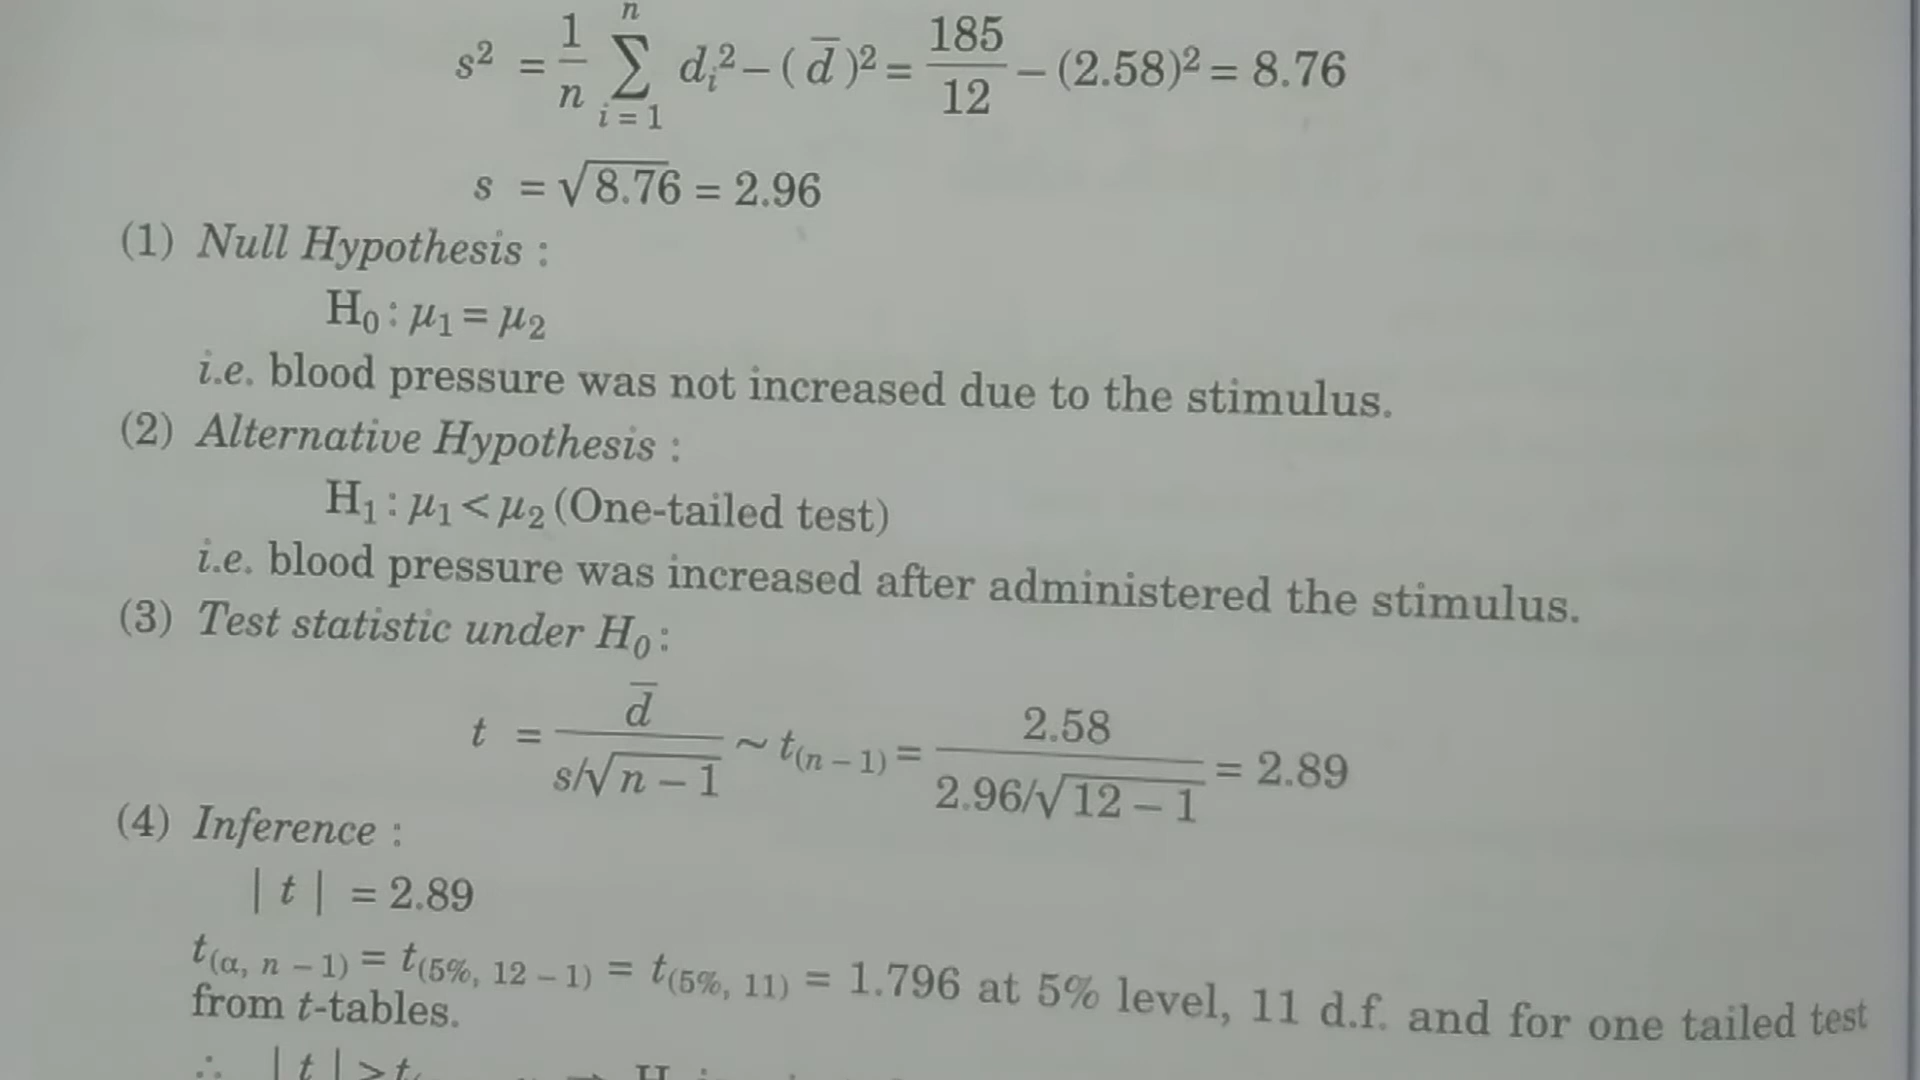 s² = 1/n ∑ᵢ₌₁ⁿ dᵢ² – ( d̄ )² = 185/12 – (2.58)² = 8.76
s = √8.76 = 2.96
(1) Null Hypothesis :
H₀ : μ₁ = μ₂
i.e. blood pressure was not increased due to the stimulus.
(2) Alternative Hypothesis :
H₁ : μ₁ < μ₂ (One-tailed test)
i.e. blood pressure was increased after administered the stimulus.
(3) Test statistic under H₀ :
t = d̄ / (s/√(n – 1)) ~ t₍ₙ ₋ ₁₎ = 2.58 / (2.96/√(12 – 1)) = 2.89
(4) Inference :
| t | = 2.89
t(α, n – 1) = t(5%, 12 – 1) = t(5%, 11) = 1.796 at 5% level, 11 d.f. and for one tailed test
from t-tables.
∴ | t | > t